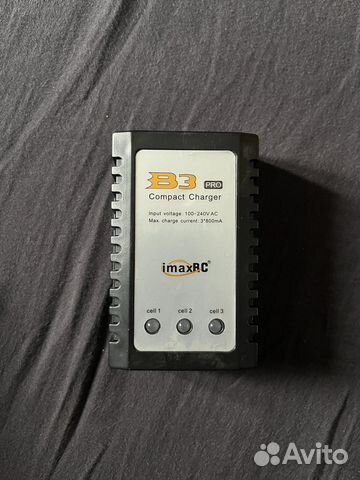 B3 PRO
Compact Charger
Input voltage: 100~240V AC
Max. charge current: 3*800mA
imaxRC
cell 1 cell 2 cell 3
Avito